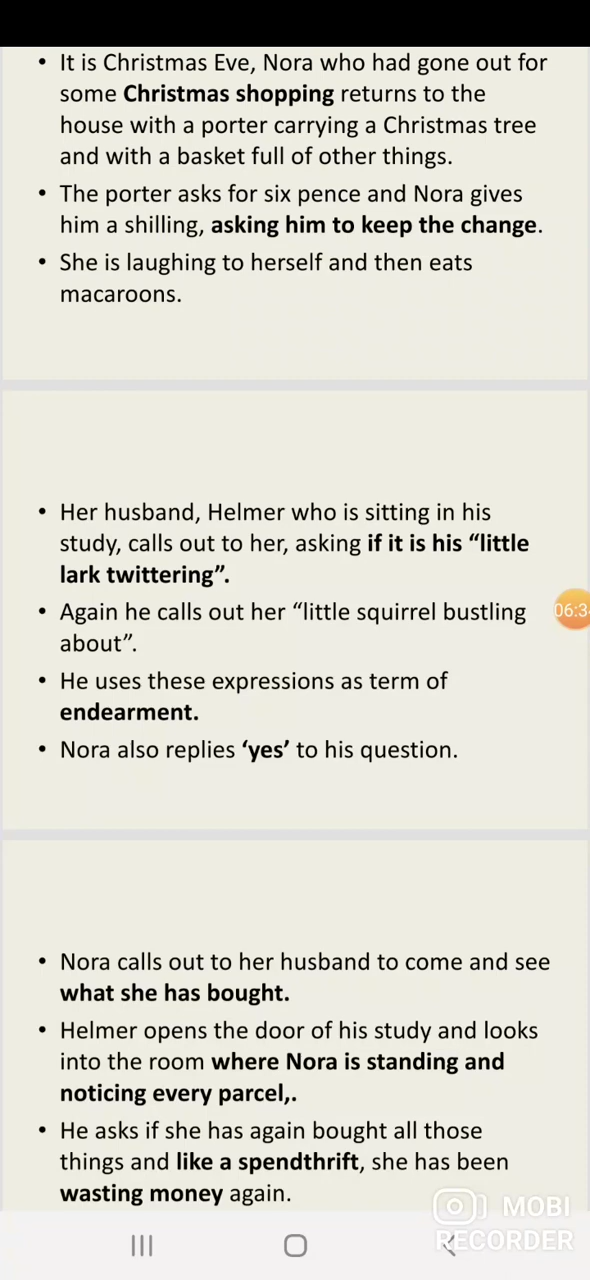 • It is Christmas Eve, Nora who had gone out for
some Christmas shopping returns to the
house with a porter carrying a Christmas tree
and with a basket full of other things.
• The porter asks for six pence and Nora gives
him a shilling, asking him to keep the change.
• She is laughing to herself and then eats
macaroons.
• Her husband, Helmer who is sitting in his
study, calls out to her, asking if it is his “little
lark twittering”.
• Again he calls out her “little squirrel bustling
about”.
06:3
• He uses these expressions as term of
endearment.
• Nora also replies ‘yes’ to his question.
• Nora calls out to her husband to come and see
what she has bought.
• Helmer opens the door of his study and looks
into the room where Nora is standing and
noticing every parcel,.
• He asks if she has again bought all those
things and like a spendthrift, she has been
wasting money again.
MOBI
RECORDER